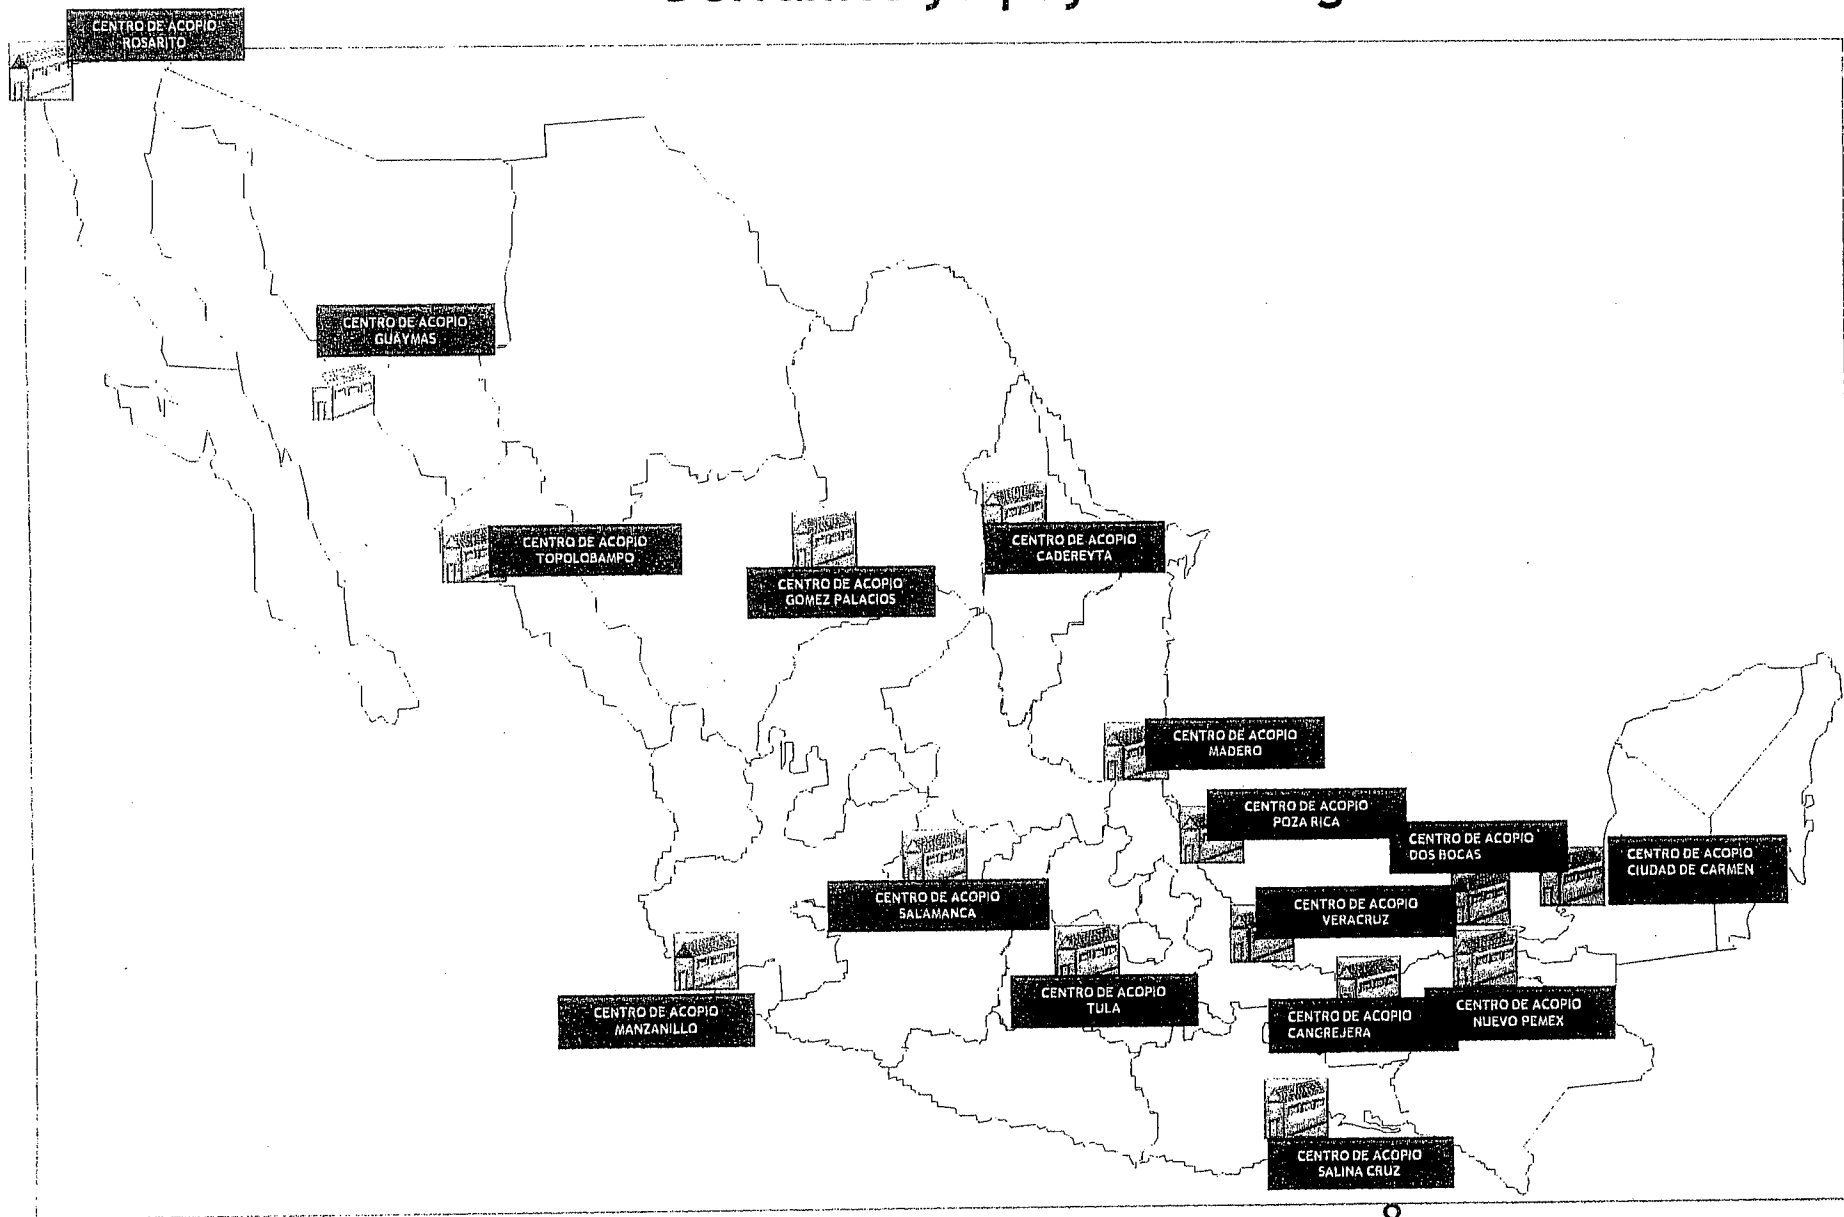 CENTRO DE ACOPIO
ROSARITO
CENTRO DE ACOPIO
GUAYMAS
CENTRO DE ACOPIO
TOPOLOBAMPO
CENTRO DE ACOPIO
GOMEZ PALACIOS
CENTRO DE ACOPIO
CADEREYTA
CENTRO DE ACOPIO
MADERO
CENTRO DE ACOPIO
POZA RICA
CENTRO DE ACOPIO
DOS BOCAS
CENTRO DE ACOPIO
CIUDAD DE CARMEN
CENTRO DE ACOPIO
SALAMANCA
CENTRO DE ACOPIO
VERACRUZ
CENTRO DE ACOPIO
MANZANILLO
CENTRO DE ACOPIO
TULA
CENTRO DE ACOPIO
CANGREJERA
CENTRO DE ACOPIO
NUEVO PEMEX
CENTRO DE ACOPIO
SALINA CRUZ